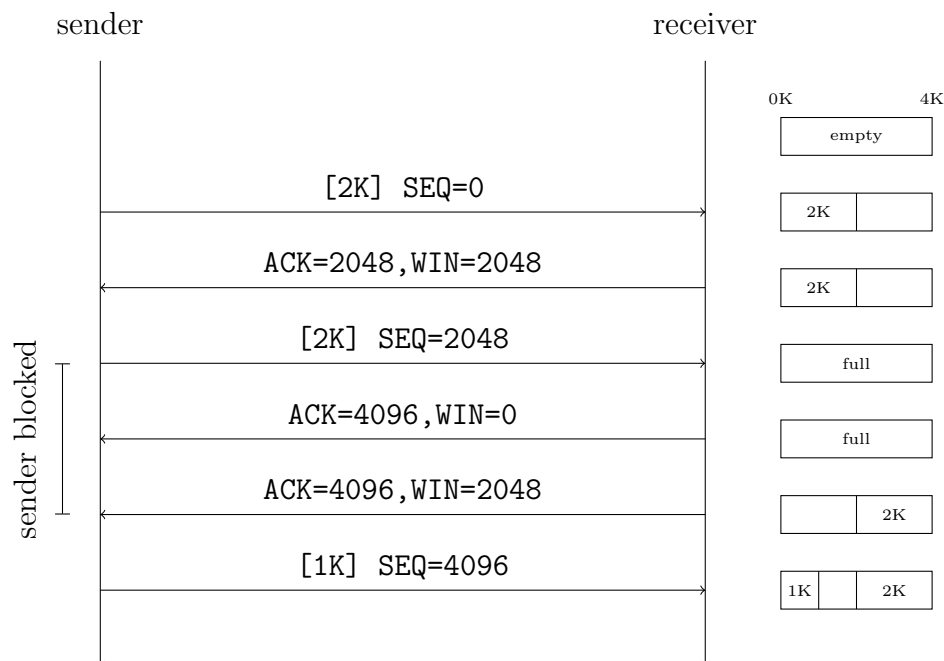 sender receiver
0K 4K
empty
[2K] SEQ=0
2K
ACK=2048,WIN=2048
2K
[2K] SEQ=2048
full
sender blocked
ACK=4096,WIN=0
full
ACK=4096,WIN=2048
2K
[1K] SEQ=4096
1K 2K